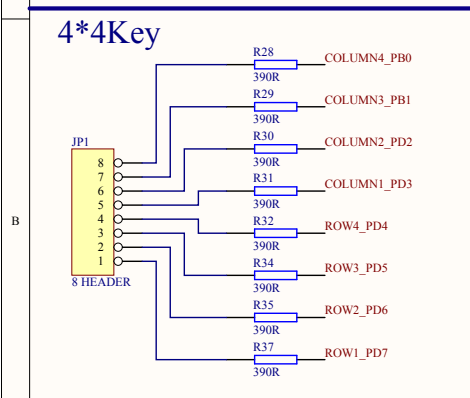 4*4Key
R28
COLUMN4_PB0
390R
R29
COLUMN3_PB1
390R
JP1
R30
COLUMN2_PD2
390R
8
7
6
5
4
3
2
1
R31
COLUMN1_PD3
390R
R32
ROW4_PD4
390R
B
R34
ROW3_PD5
390R
8 HEADER
R35
ROW2_PD6
390R
R37
ROW1_PD7
390R